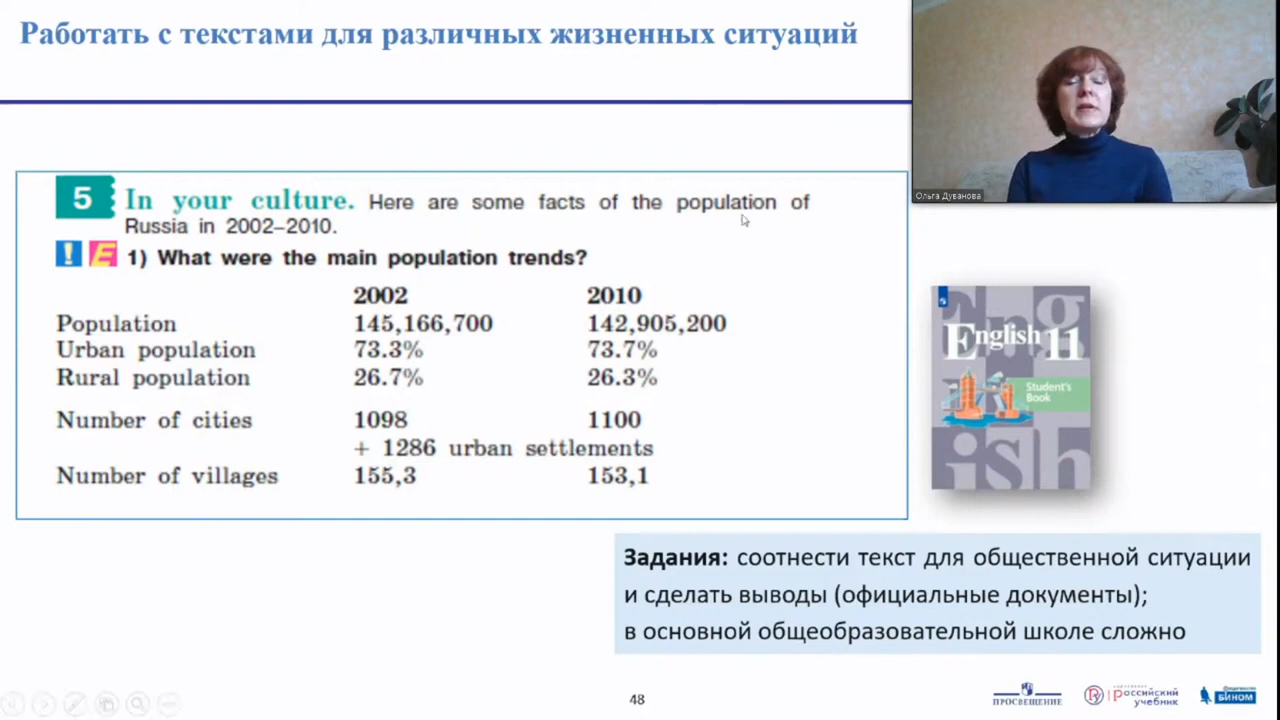 Работать с текстами для различных жизненных ситуаций
Ольга Дуванова
5 In your culture. Here are some facts of the population of
Russia in 2002–2010.
! E 1) What were the main population trends?
2002 2010
Population 145,166,700 142,905,200
Urban population 73.3% 73.7%
Rural population 26.7% 26.3%
Number of cities 1098 1100
+ 1286 urban settlements
Number of villages 155,3 153,1
English 11
Student's
Book
ish
Задания: соотнести текст для общественной ситуации
и сделать выводы (официальные документы);
в основной общеобразовательной школе сложно
48
ПРОСВЕЩЕНИЕ
Российский
учебник
БИНОМ